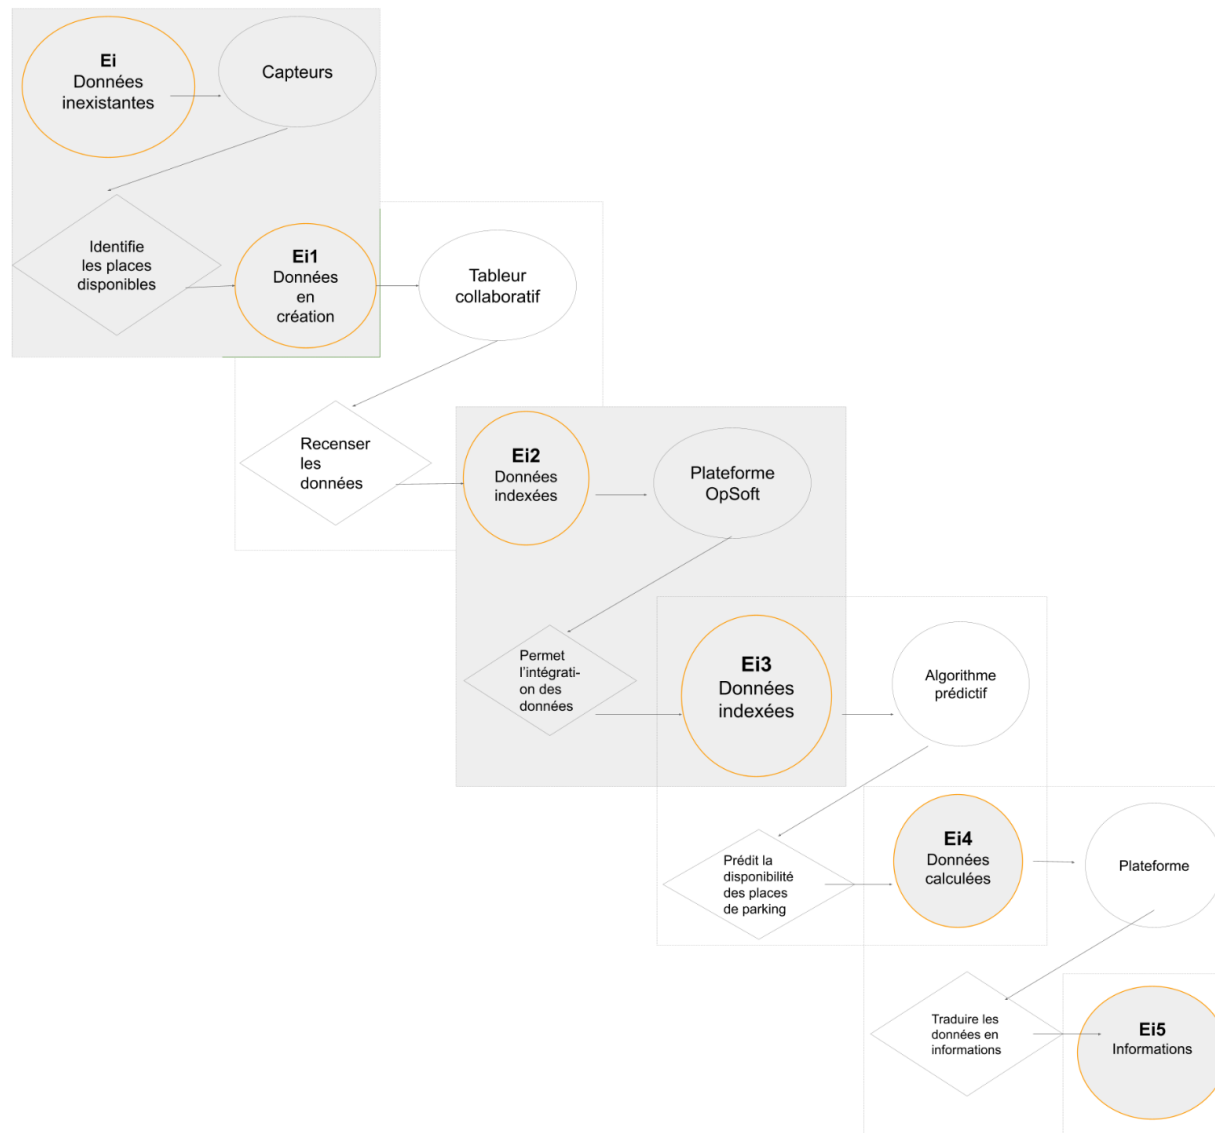 Ei
Données
inexistantes
Capteurs
Identifie
les places
disponibles
Ei1
Données
en
création
Tableur
collaboratif
Recenser
les
données
Ei2
Données
indexées
Plateforme
OpSoft
Permet
l'intégrati-
on des
données
Ei3
Données
indexées
Algorithme
prédictif
Prédit la
disponibilité
des places
de parking
Ei4
Données
calculées
Plateforme
Traduire les
données en
informations
Ei5
Informations